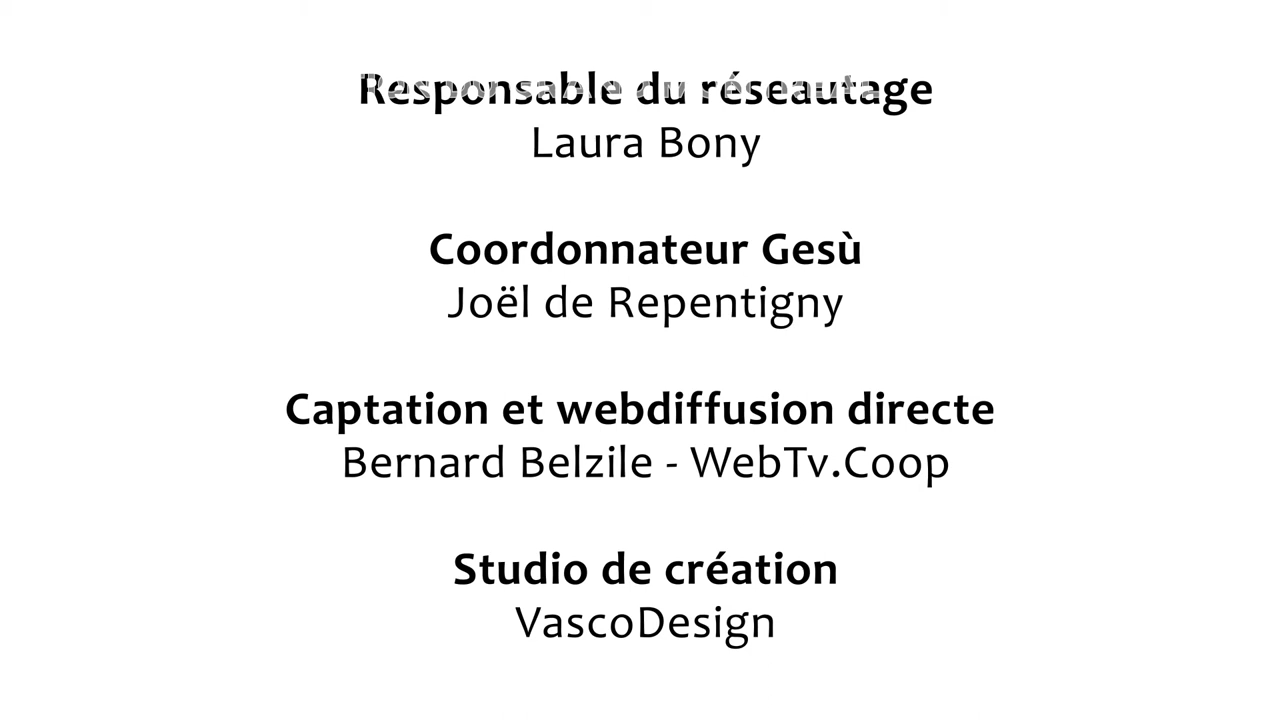 Responsable du réseautage
Laura Bony
Coordonnateur Gesù
Joël de Repentigny
Captation et webdiffusion directe
Bernard Belzile - WebTv.Coop
Studio de création
VascoDesign